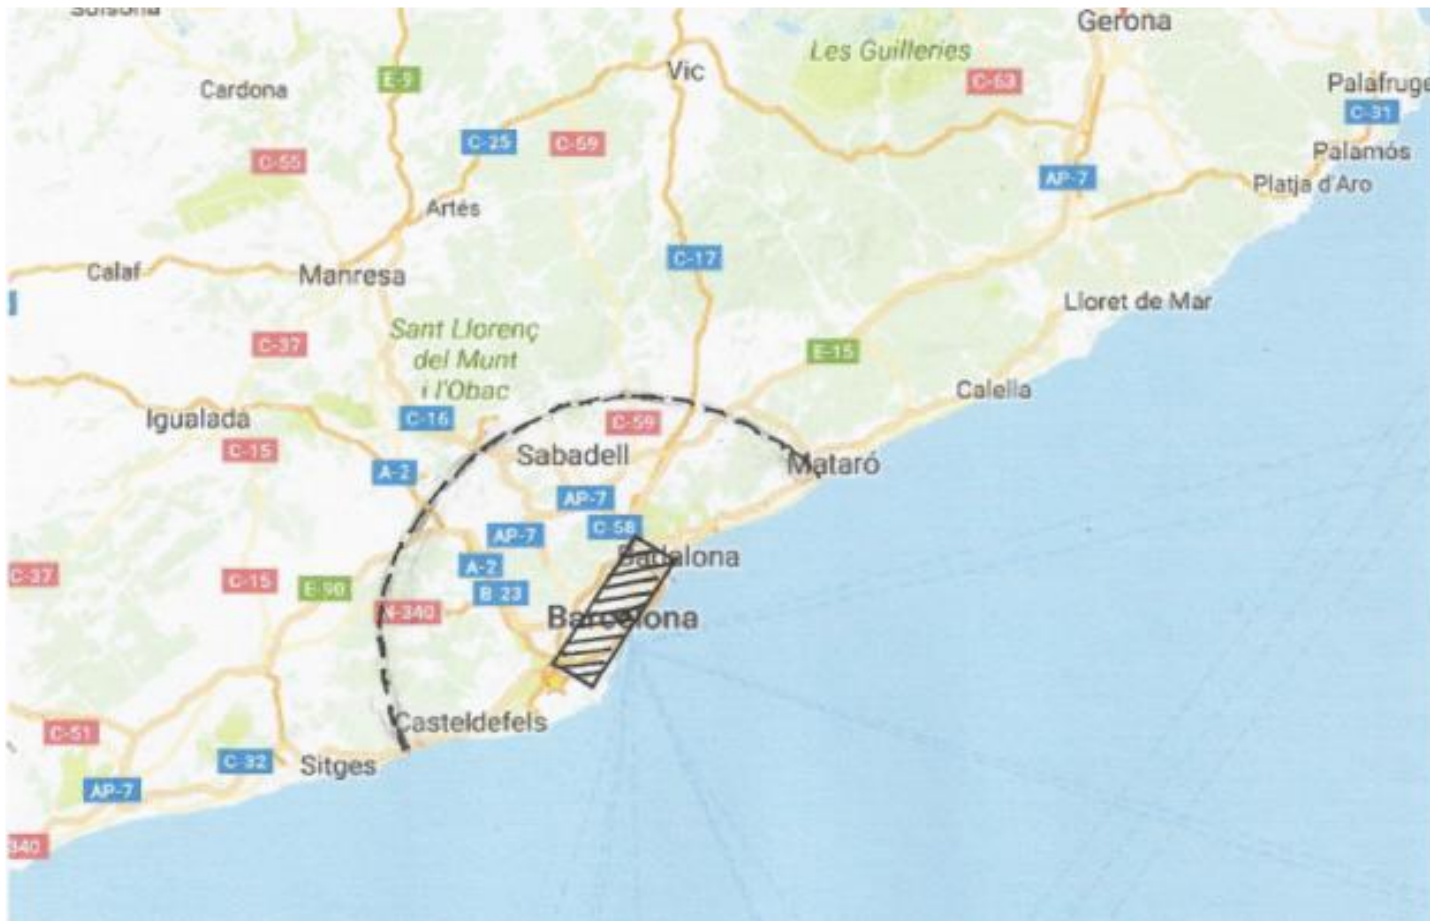 Solsona
Gerona
Les Guilleries
Vic
E-9
C-63
Cardona
Palafruge
C-31
C-25
C-59
Palamós
C-55
AP-7
Platja d'Aro
Artés
C-17
Calaf
Manresa
Lloret de Mar
Sant Llorenç
del Munt
i l'Obac
C-37
E-15
Calella
Igualada
C-16
C-59
C-15
Sabadell
Mataró
A-2
AP-7
C-58
AP-7
Badalona
A-2
C-37
C-15
E-90
B-23
N-340
Barcelona
Casteldefels
C-51
C-32
Sitges
AP-7
340